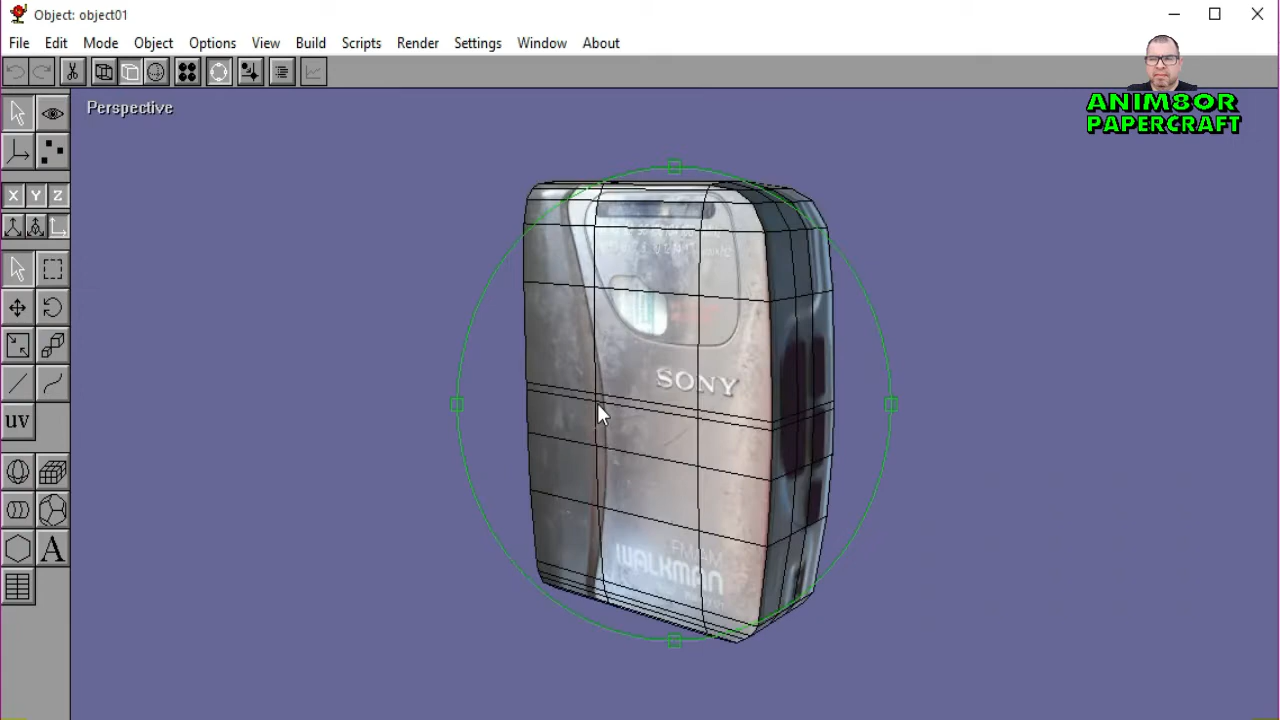 Object: object01
File Edit Mode Object Options View Build Scripts Render Settings Window About
ANIM8OR
PAPERCRAFT
Perspective
X Y Z
SONY
UV
FM/AM
WALKMAN
A